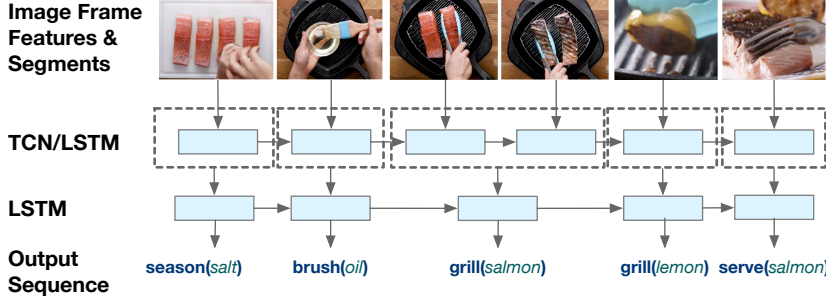 Image Frame
Features &
Segments
TCN/LSTM
LSTM
Output
Sequence
season(salt)
brush(oil)
grill(salmon)
grill(lemon)
serve(salmon)